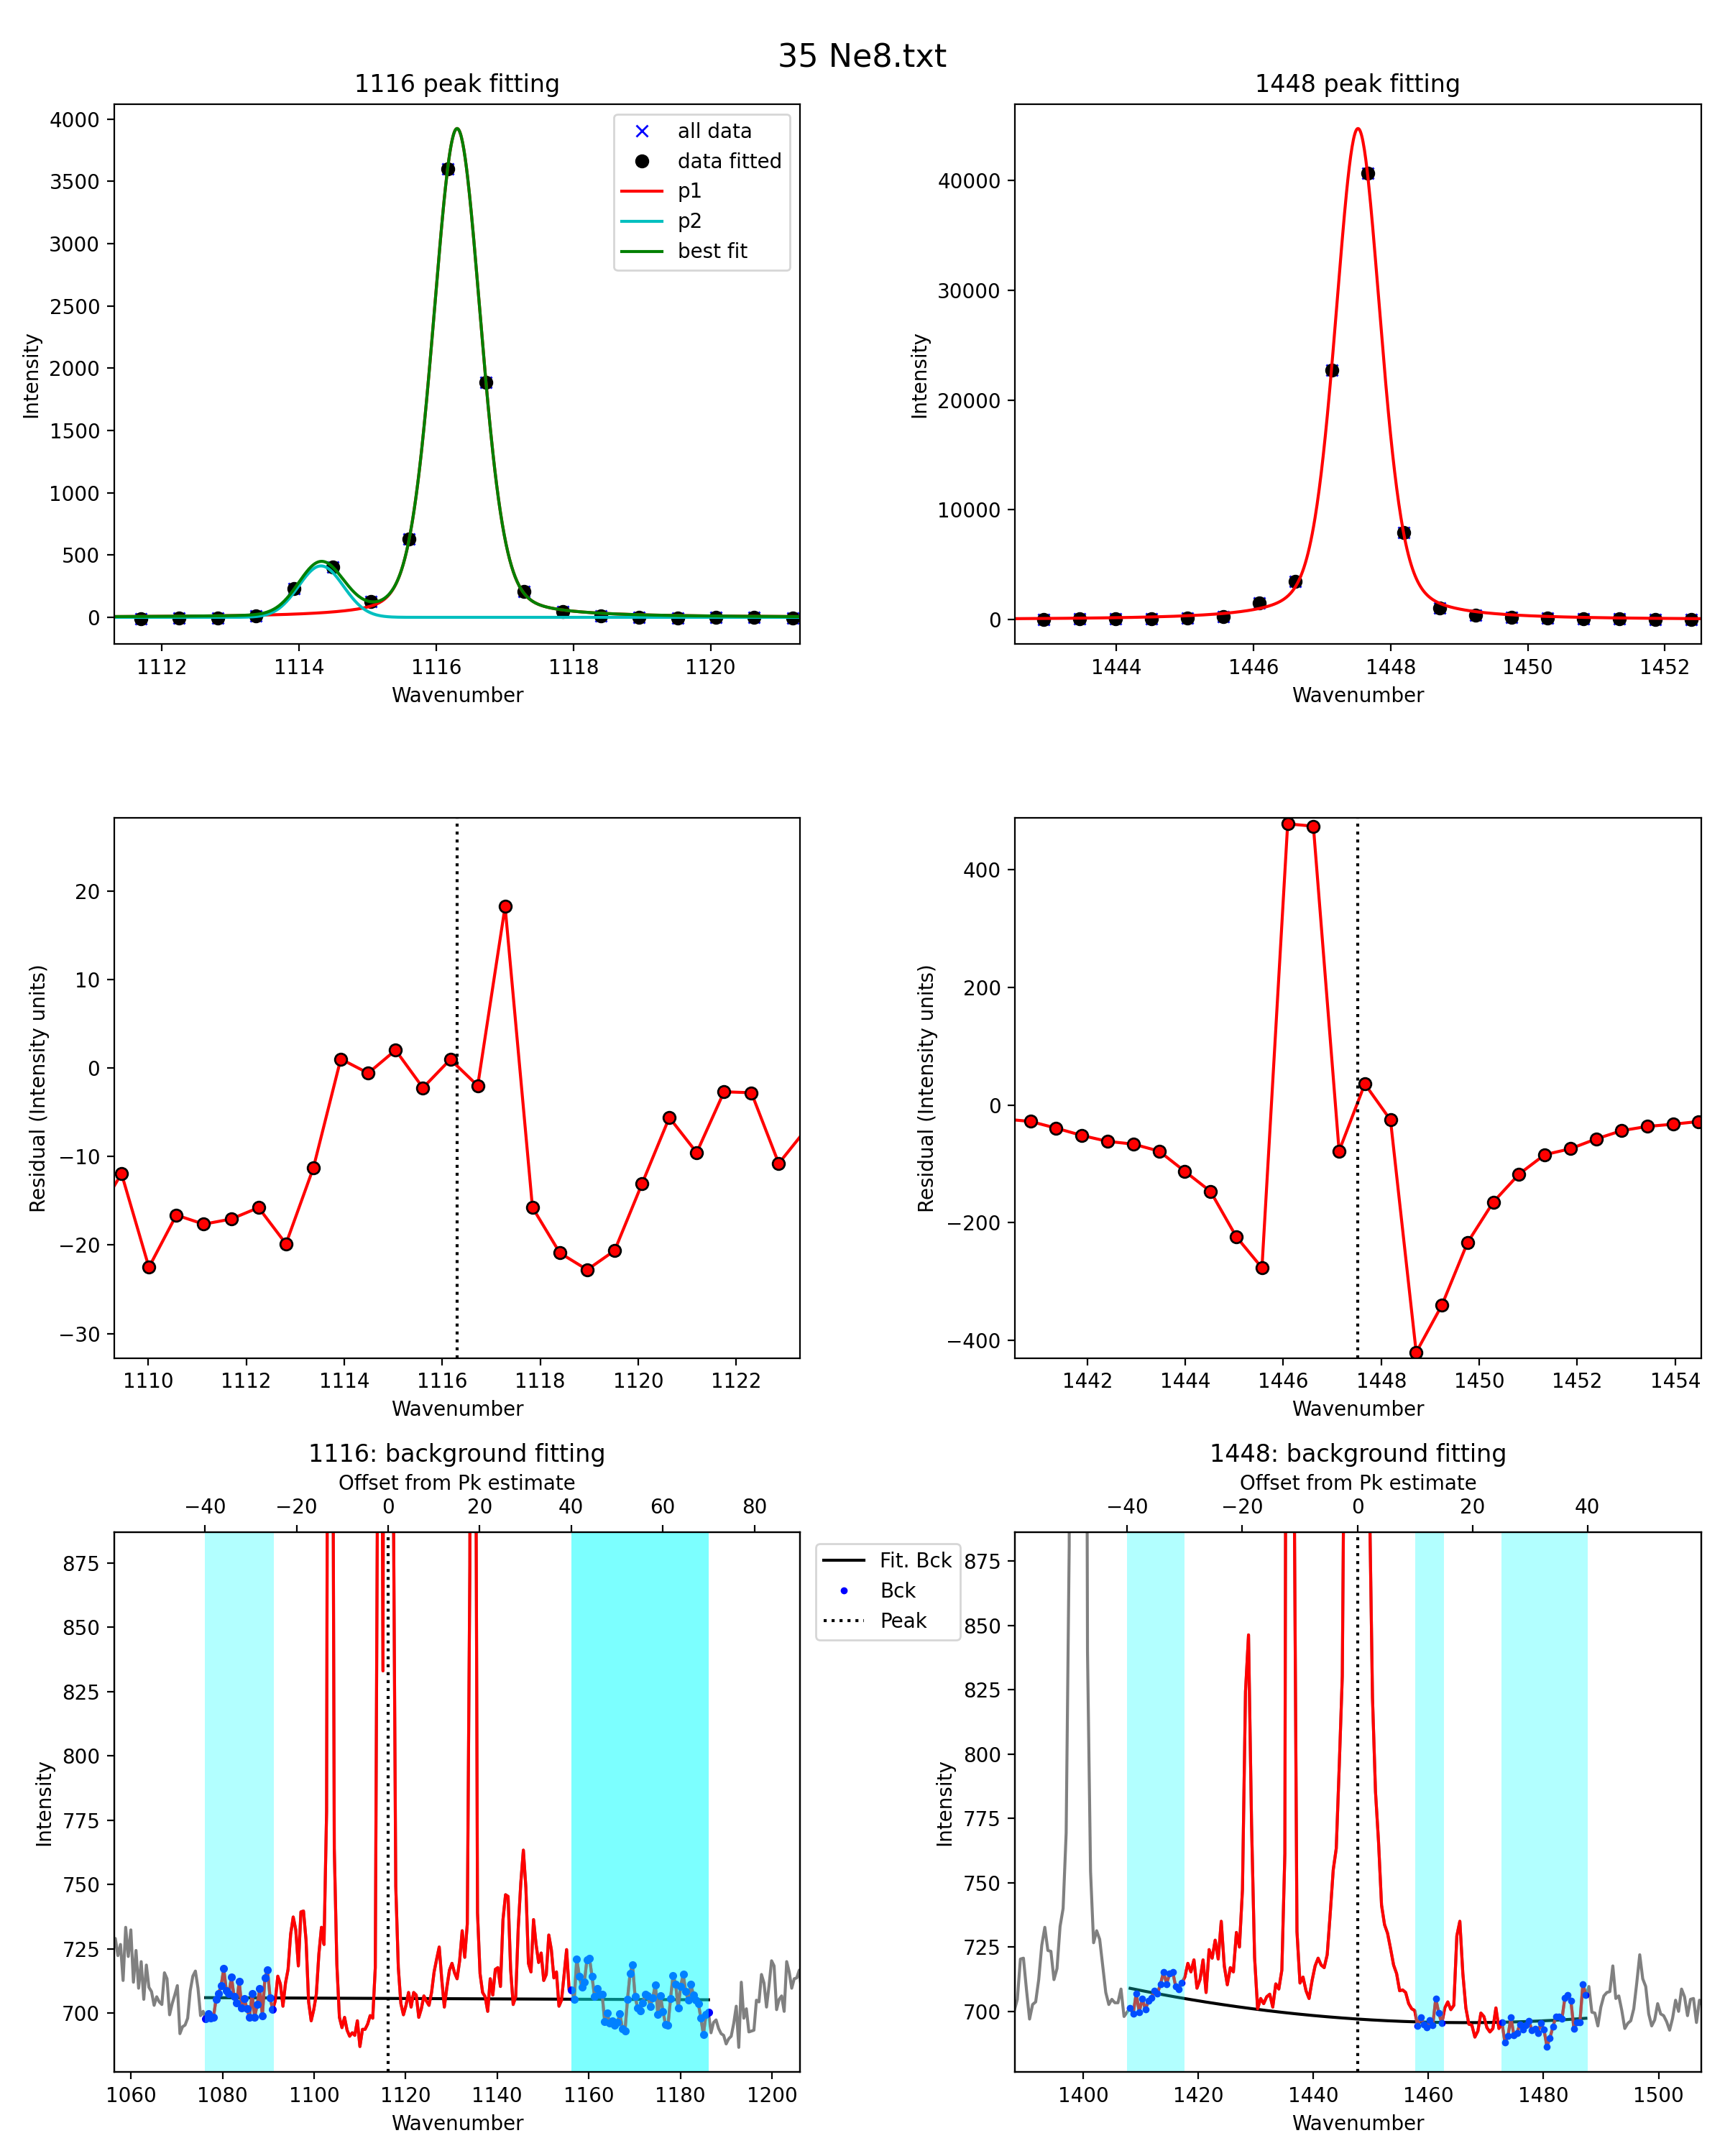 35 Ne8.txt
1116 peak fitting
4000
3500
3000
2500
2000
1500
1000
500
0
Intensity
all data
data fitted
p1
p2
best fit
1112 1114 1116 1118 1120
Wavenumber
1448 peak fitting
40000
30000
20000
10000
0
Intensity
1444 1446 1448 1450 1452
Wavenumber
20
10
0
−10
−20
−30
Residual (Intensity units)
1110 1112 1114 1116 1118 1120 1122
Wavenumber
400
200
0
−200
−400
Residual (Intensity units)
1442 1444 1446 1448 1450 1452 1454
Wavenumber
1116: background fitting
Offset from Pk estimate
−40 −20 0 20 40 60 80
875
850
825
800
775
750
725
700
Intensity
1060 1080 1100 1120 1140 1160 1180 1200
Wavenumber
Fit. Bck
Bck
Peak
1448: background fitting
Offset from Pk estimate
−40 −20 0 20 40
875
850
825
800
775
750
725
700
Intensity
1400 1420 1440 1460 1480 1500
Wavenumber